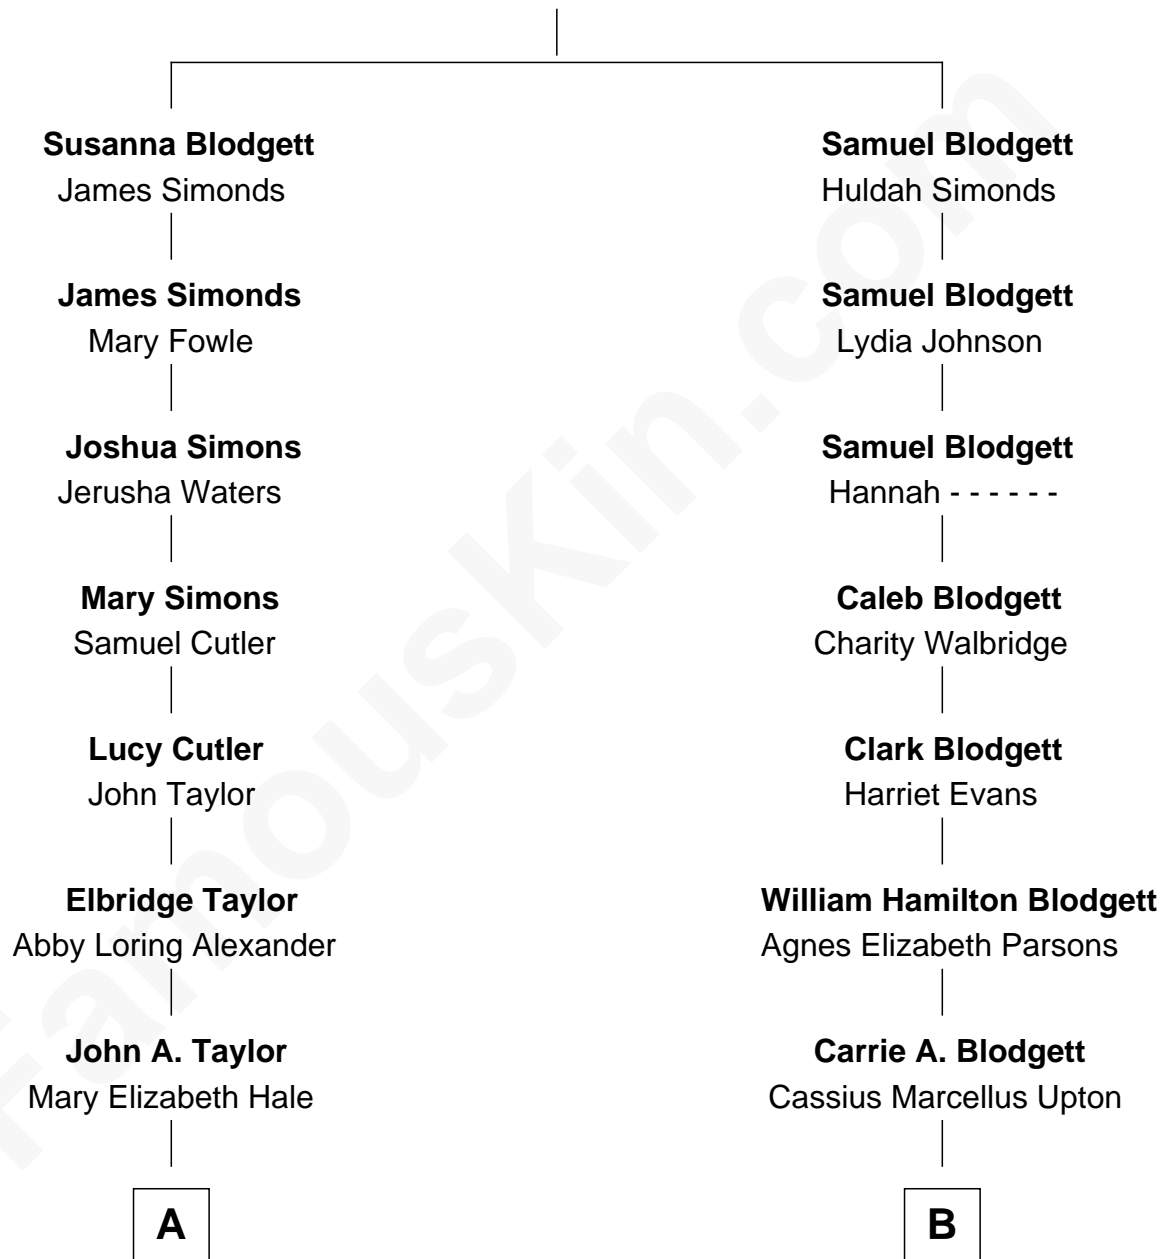 Susanna Blodgett
James Simonds
James Simonds
Mary Fowle
Joshua Simons
Jerusha Waters
Mary Simons
Samuel Cutler
Lucy Cutler
John Taylor
Elbridge Taylor
Abby Loring Alexander
John A. Taylor
Mary Elizabeth Hale
A
Samuel Blodgett
Huldah Simonds
Samuel Blodgett
Lydia Johnson
Samuel Blodgett
Hannah - - - - - -
Caleb Blodgett
Charity Walbridge
Clark Blodgett
Harriet Evans
William Hamilton Blodgett
Agnes Elizabeth Parsons
Carrie A. Blodgett
Cassius Marcellus Upton
B
FamousKin.com